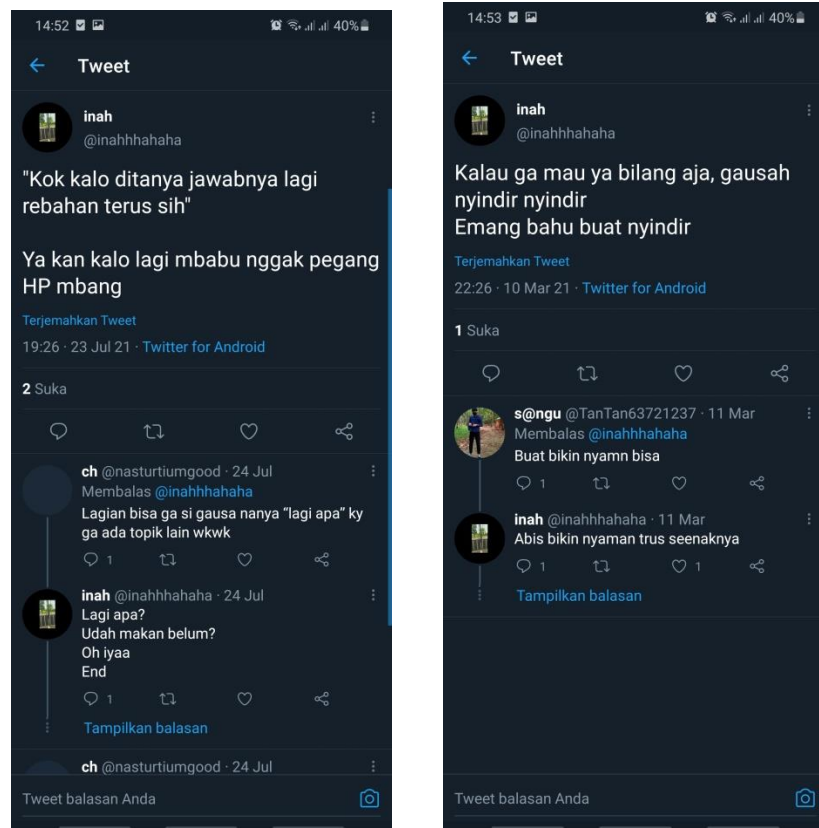 14:52
40%
Tweet
inah
@inahhhahaha
"Kok kalo ditanya jawabnya lagi
rebahan terus sih"
Ya kan kalo lagi mbabu nggak pegang
HP mbang
Terjemahkan Tweet
19:26 · 23 Jul 21 · Twitter for Android
2 Suka
ch @nasturtiumgood · 24 Jul
Membalas @inahhhahaha
Lagian bisa ga si gausa nanya “lagi apa” ky
ga ada topik lain wkwk
1
inah @inahhhahaha · 24 Jul
Lagi apa?
Udah makan belum?
Oh iyaa
End
1
Tampilkan balasan
ch @nasturtiumgood · 24 Jul
Tweet balasan Anda
14:53
40%
Tweet
inah
@inahhhahaha
Kalau ga mau ya bilang aja, gausah
nyindir nyindir
Emang bahu buat nyindir
Terjemahkan Tweet
22:26 · 10 Mar 21 · Twitter for Android
1 Suka
s@ngu @TanTan63721237 · 11 Mar
Membalas @inahhhahaha
Buat bikin nyamn bisa
1
inah @inahhhahaha · 11 Mar
Abis bikin nyaman trus seenaknya
1 1
Tampilkan balasan
Tweet balasan Anda